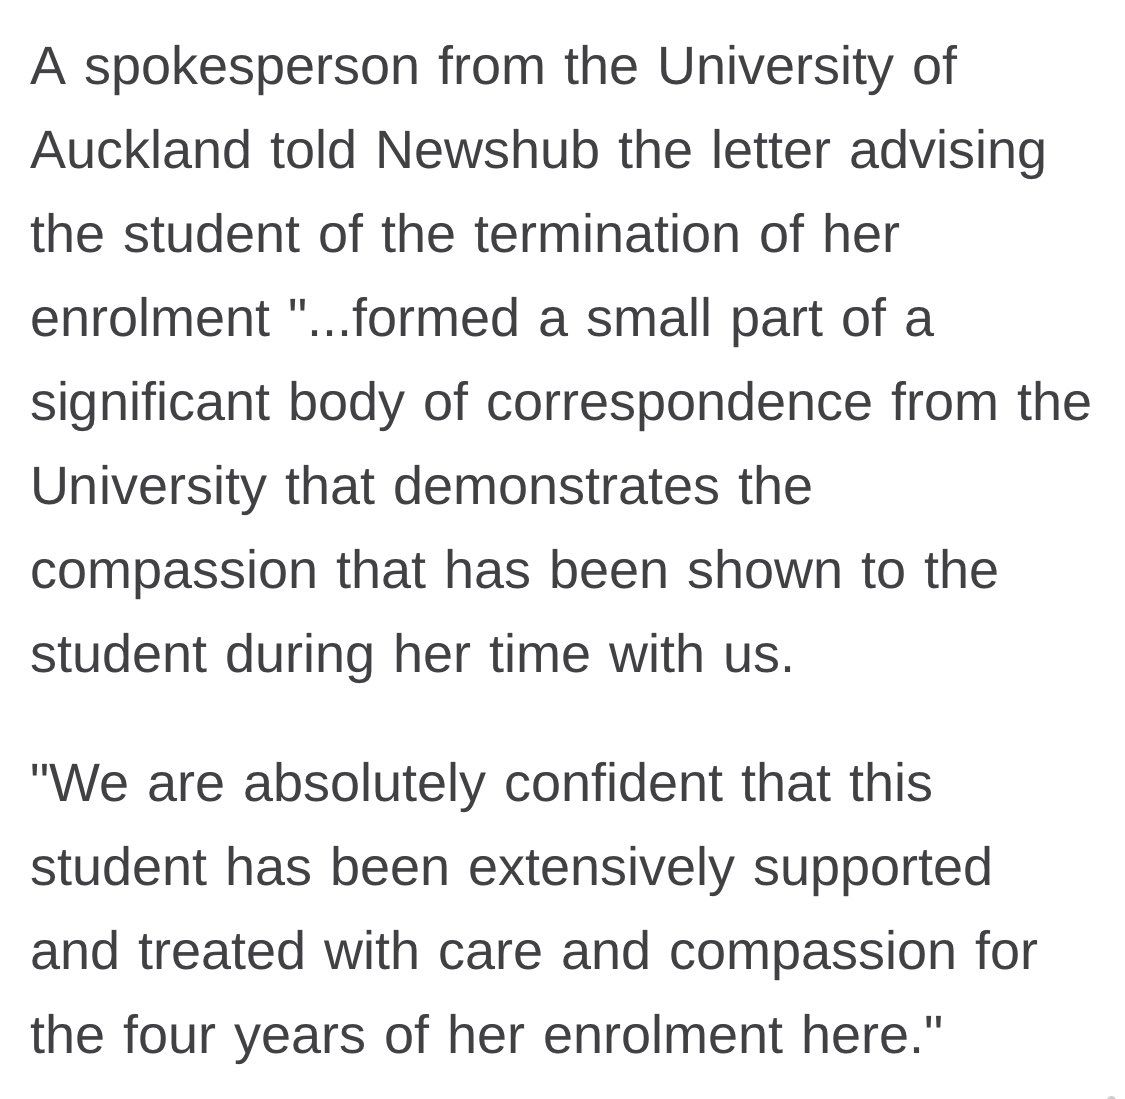 A spokesperson from the University of
Auckland told Newshub the letter advising
the student of the termination of her
enrolment "...formed a small part of a
significant body of correspondence from the
University that demonstrates the
compassion that has been shown to the
student during her time with us.
"We are absolutely confident that this
student has been extensively supported
and treated with care and compassion for
the four years of her enrolment here."